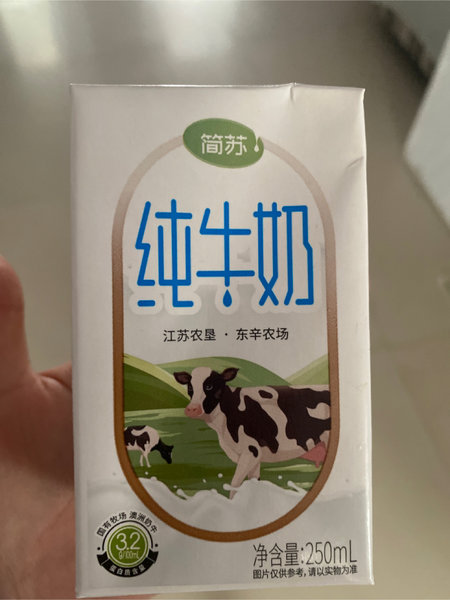 简苏
纯牛奶
江苏农垦·东辛农场
国有牧场 澳洲奶牛
3.2
g/100mL
蛋白质含量
净含量:250mL
图片仅供参考,请以实物为准